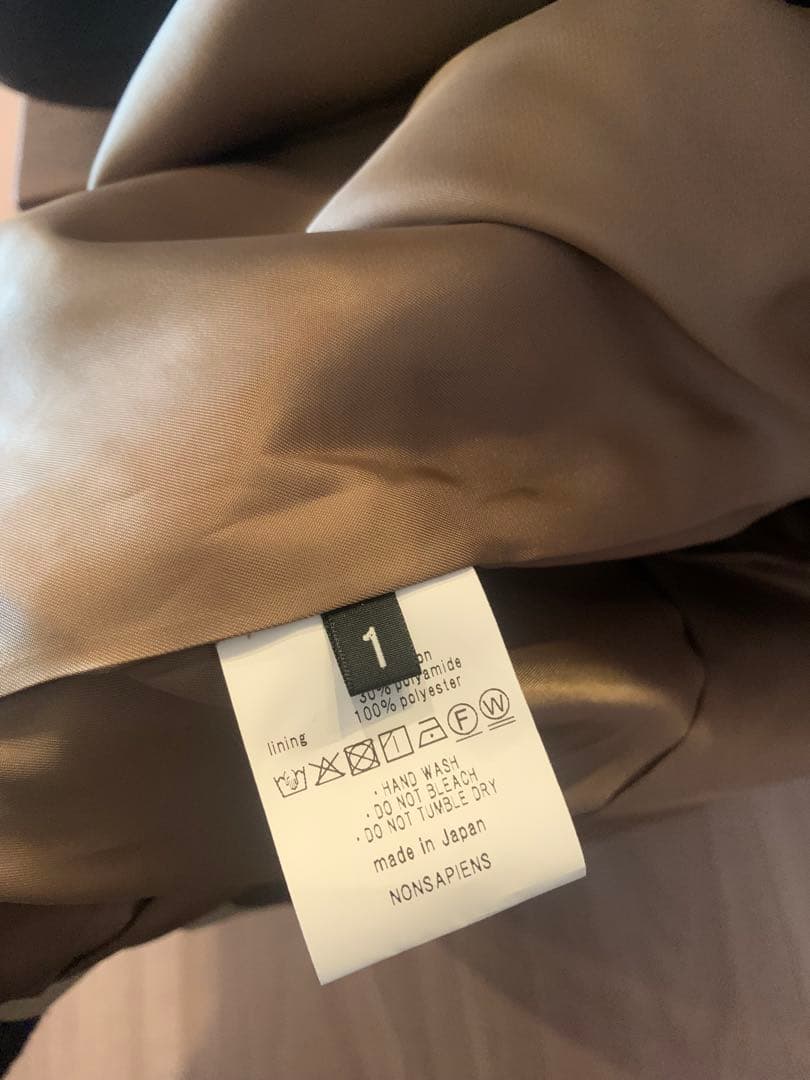 1
30% polyamide
lining 100% polyester
F W
· HAND WASH
· DO NOT BLEACH
· DO NOT TUMBLE DRY
made in Japan
NONSAPIENS